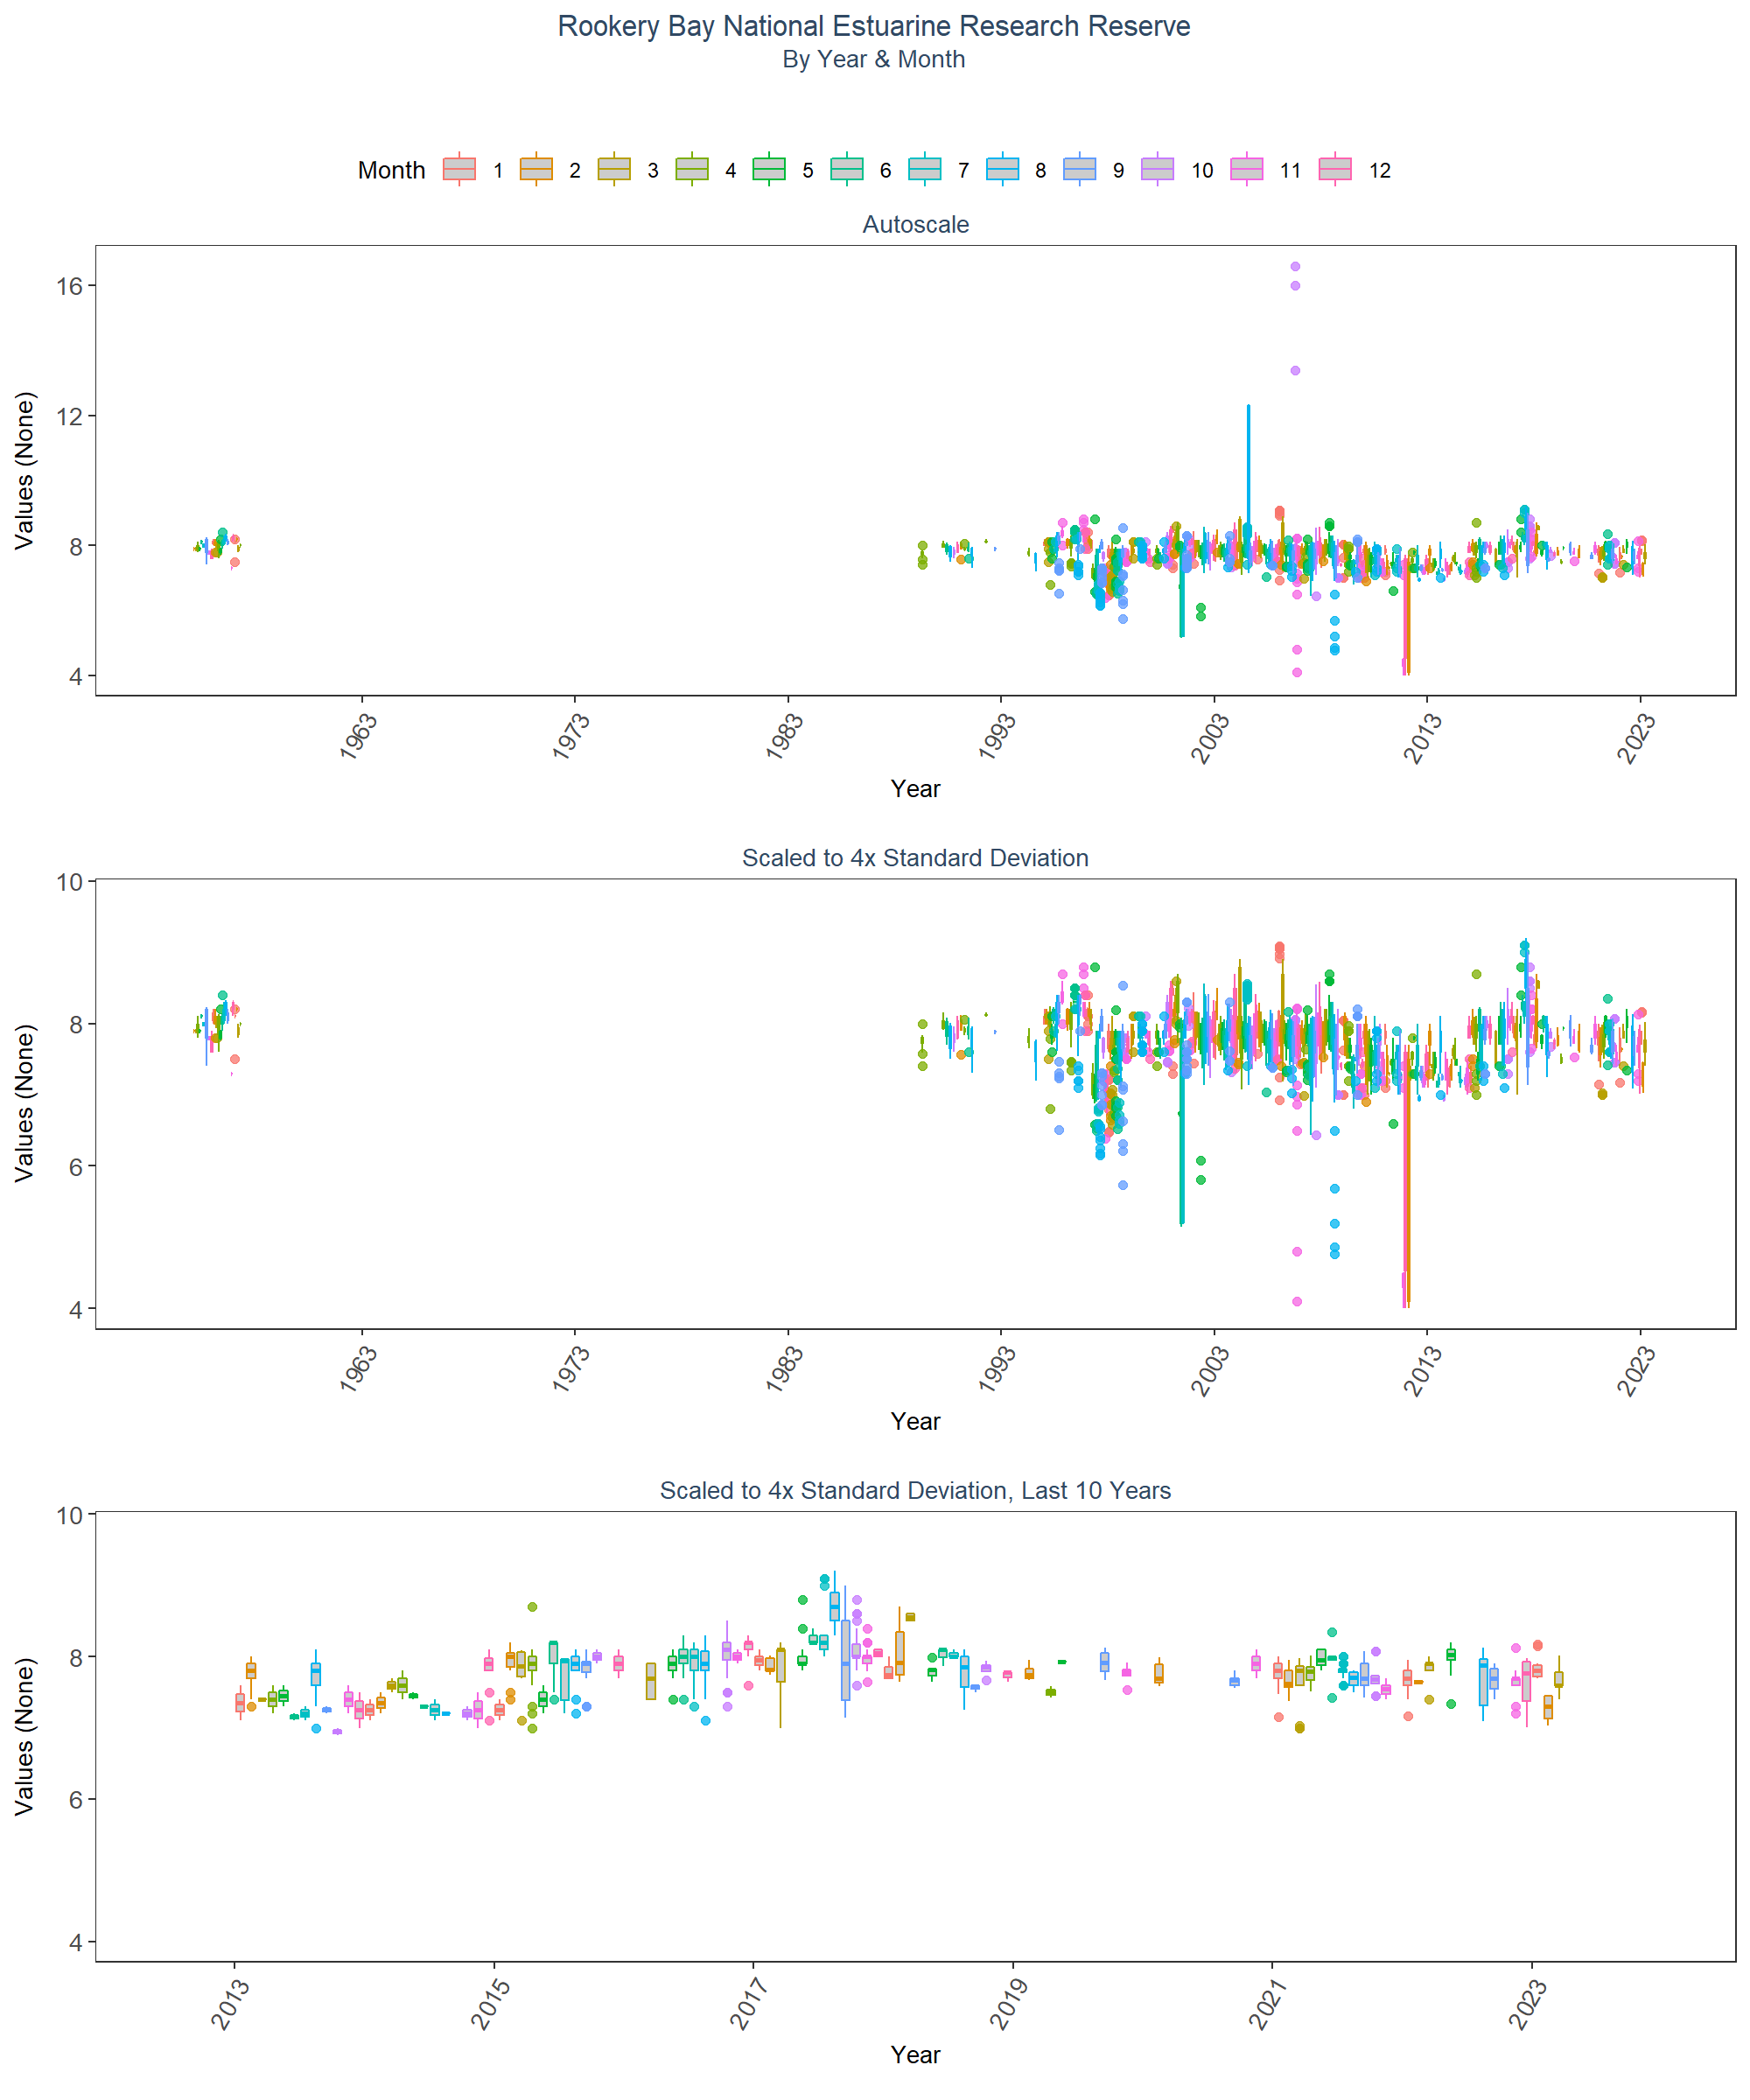 Rookery Bay National Estuarine Research Reserve
By Year & Month
Month 1 2 3 4 5 6 7 8 9 10 11 12
Autoscale
Values (None)
16
12
8
4
1963 1973 1983 1993 2003 2013 2023
Year
Scaled to 4x Standard Deviation
Values (None)
10
8
6
4
1963 1973 1983 1993 2003 2013 2023
Year
Scaled to 4x Standard Deviation, Last 10 Years
Values (None)
10
8
6
4
2013 2015 2017 2019 2021 2023
Year